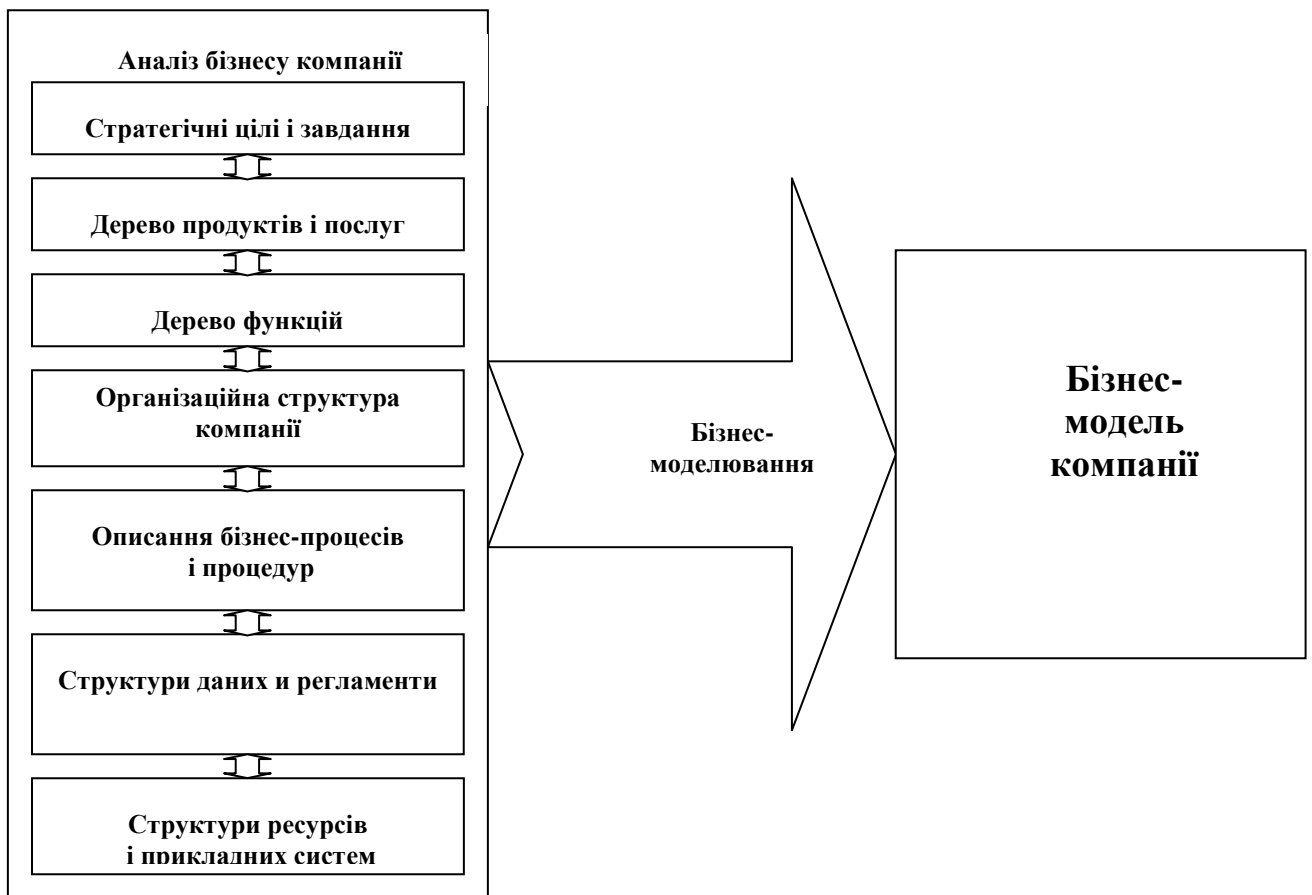 Аналіз бізнесу компанії
Стратегічні цілі і завдання
Дерево продуктів і послуг
Дерево функцій
Організаційна структура
компанії
Описання бізнес-процесів
і процедур
Структури даних и регламенти
Структури ресурсів
і прикладних систем
Бізнес-
моделювання
Бізнес-
модель
компанії